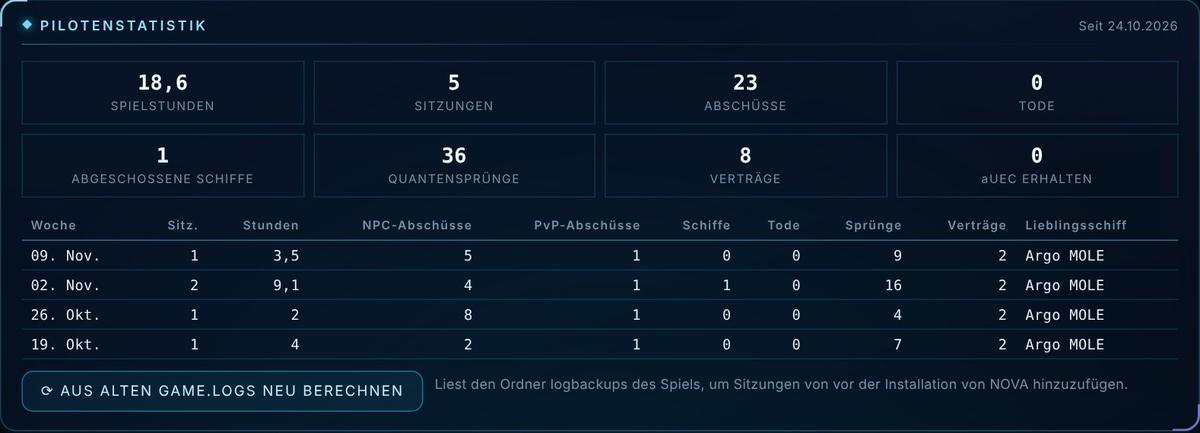 PILOTENSTATISTIK
Seit 24.10.2026
18,6 5 23 0
SPIELSTUNDEN SITZUNGEN ABSCHÜSSE TODE
1 36 8 0
ABGESCHOSSENE SCHIFFE QUANTENSPRÜNGE VERTRÄGE aUEC ERHALTEN
Woche Sitz. Stunden NPC-Abschüsse PvP-Abschüsse Schiffe Tode Sprünge Verträge Lieblingsschiff
09. Nov. 1 3,5 5 1 0 0 9 2 Argo MOLE
02. Nov. 2 9,1 4 1 1 0 16 2 Argo MOLE
26. Okt. 1 2 8 1 0 0 4 2 Argo MOLE
19. Okt. 1 4 2 1 0 0 7 2 Argo MOLE
⟳ AUS ALTEN GAME.LOGS NEU BERECHNEN
Liest den Ordner logbackups des Spiels, um Sitzungen von vor der Installation von NOVA hinzuzufügen.